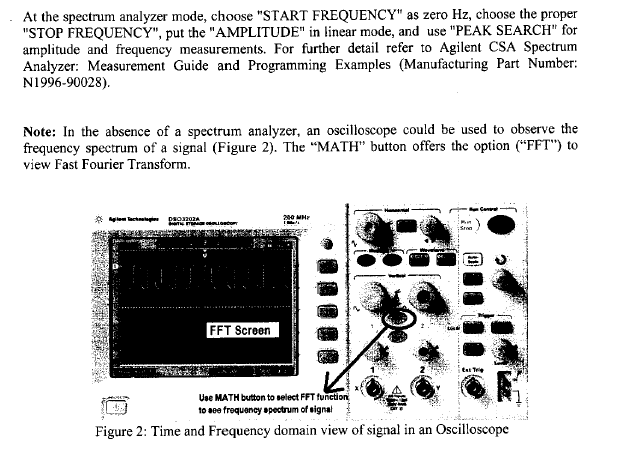 At the spectrum analyzer mode, choose "START FREQUENCY" as zero Hz, choose the proper
"STOP FREQUENCY", put the "AMPLITUDE" in linear mode, and use "PEAK SEARCH" for
amplitude and frequency measurements. For further detail refer to Agilent CSA Spectrum
Analyzer: Measurement Guide and Programming Examples (Manufacturing Part Number:
N1996-90028).
Note: In the absence of a spectrum analyzer, an oscilloscope could be used to observe the
frequency spectrum of a signal (Figure 2). The "MATH" button offers the option ("FFT") to
view Fast Fourier Transform.
Agilent Technologies DSO3202A 200 MHz
DIGITAL STORAGE OSCILLOSCOPE
Horizontal
Run Control
Run
Stop
Vertical
Trigger
FFT Screen
1 2
Ext Trig
X Y
Use MATH button to select FFT function
to see frequency spectrum of signal
Figure 2: Time and Frequency domain view of signal in an Oscilloscope